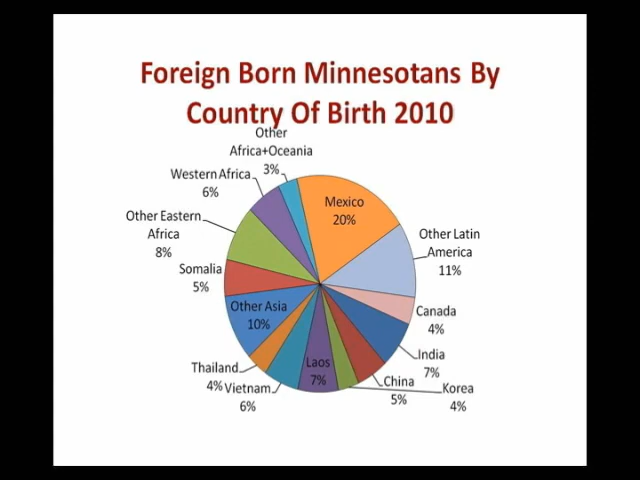 Foreign Born Minnesotans By
Country Of Birth 2010
Other
Africa+Oceania
3%
Western Africa
6%
Mexico
20%
Other Eastern
Africa
8%
Other Latin
America
11%
Somalia
5%
Other Asia
10%
Canada
4%
India
7%
Thailand
4%
Vietnam
6%
Laos
7%
China
5%
Korea
4%